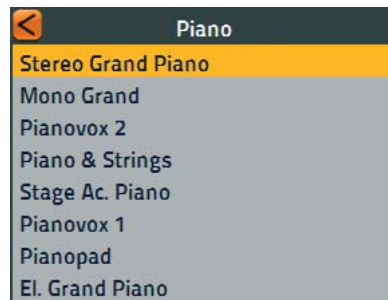 Piano
Stereo Grand Piano
Mono Grand
Pianovox 2
Piano & Strings
Stage Ac. Piano
Pianovox 1
Pianopad
El. Grand Piano